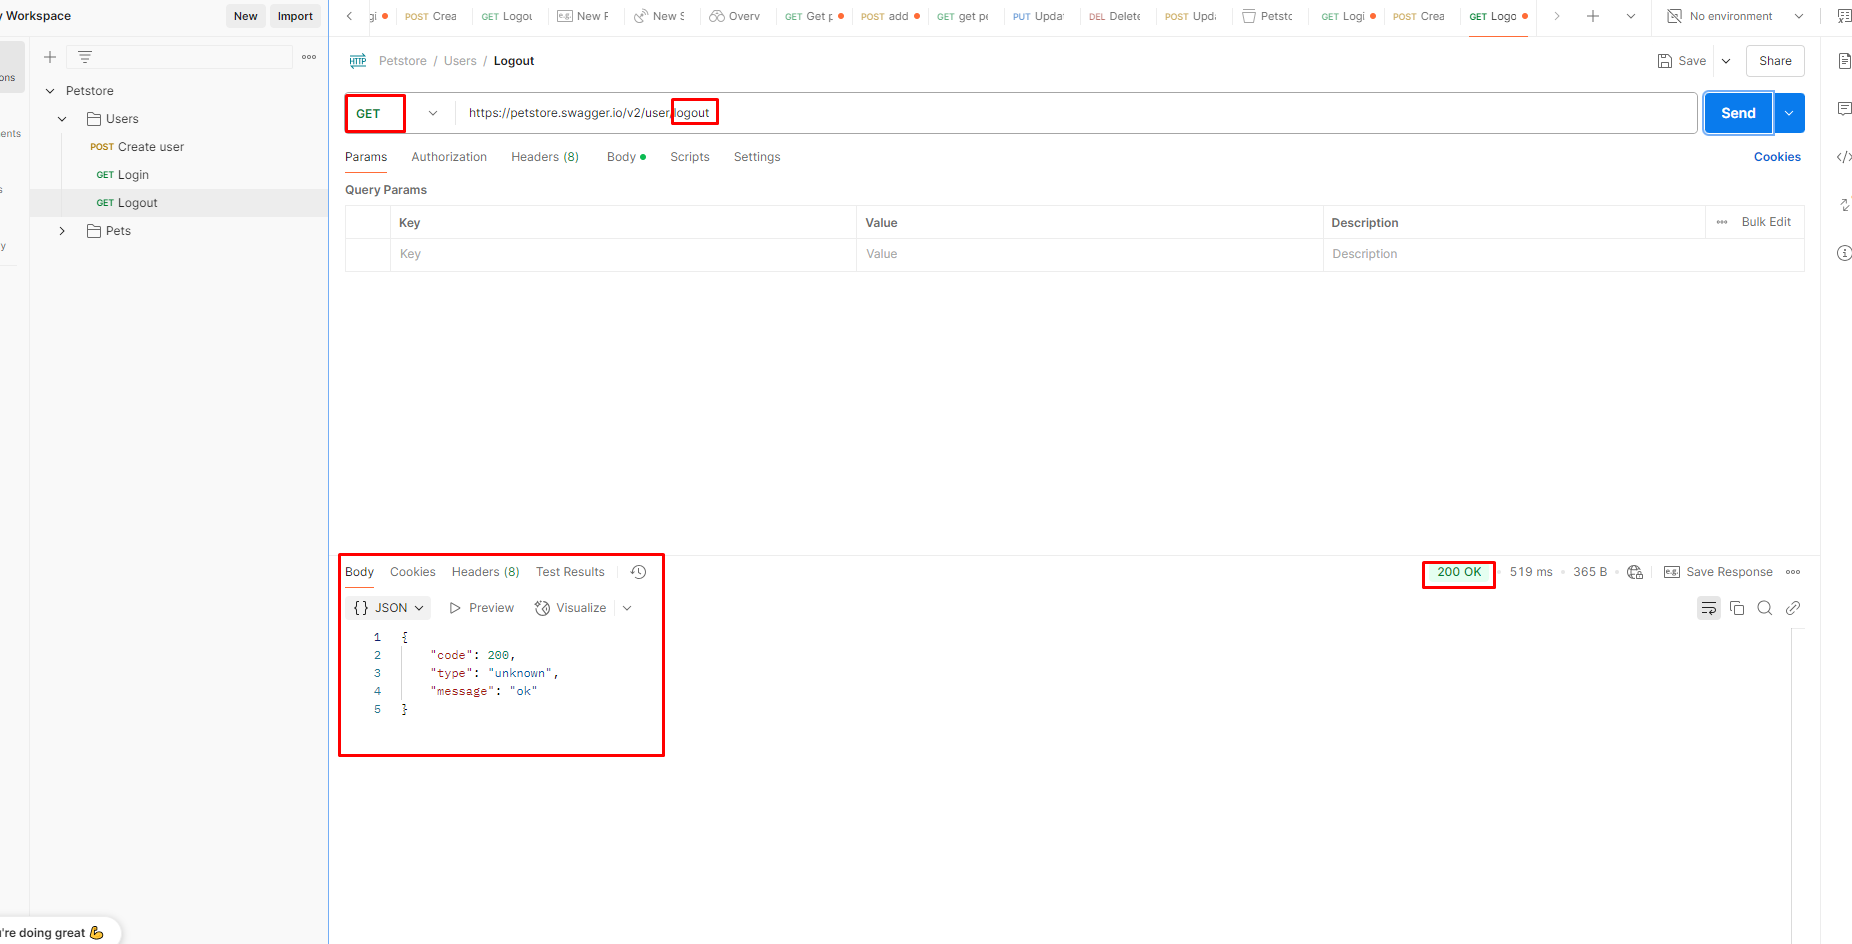 Workspace
New
Import
POST Crea
GET Logou
New F
New S
Overv
GET Get p
POST add
GET get pe
PUT Updat
DEL Delete
POST Upda
Petsto
GET Logi
POST Crea
GET Logo
No environment
ons
ents
s
y
Petstore
Users
POST Create user
GET Login
GET Logout
Pets
HTTP
Petstore / Users / Logout
Save
Share
GET
https://petstore.swagger.io/v2/user/logout
Send
Params
Authorization
Headers (8)
Body
Scripts
Settings
Cookies
Query Params
Key
Value
Description
Bulk Edit
Key
Value
Description
Body
Cookies
Headers (8)
Test Results
200 OK
519 ms
365 B
e.g.
Save Response
{} JSON
Preview
Visualize
1 {
2 "code": 200,
3 "type": "unknown",
4 "message": "ok"
5 }
're doing great 💪